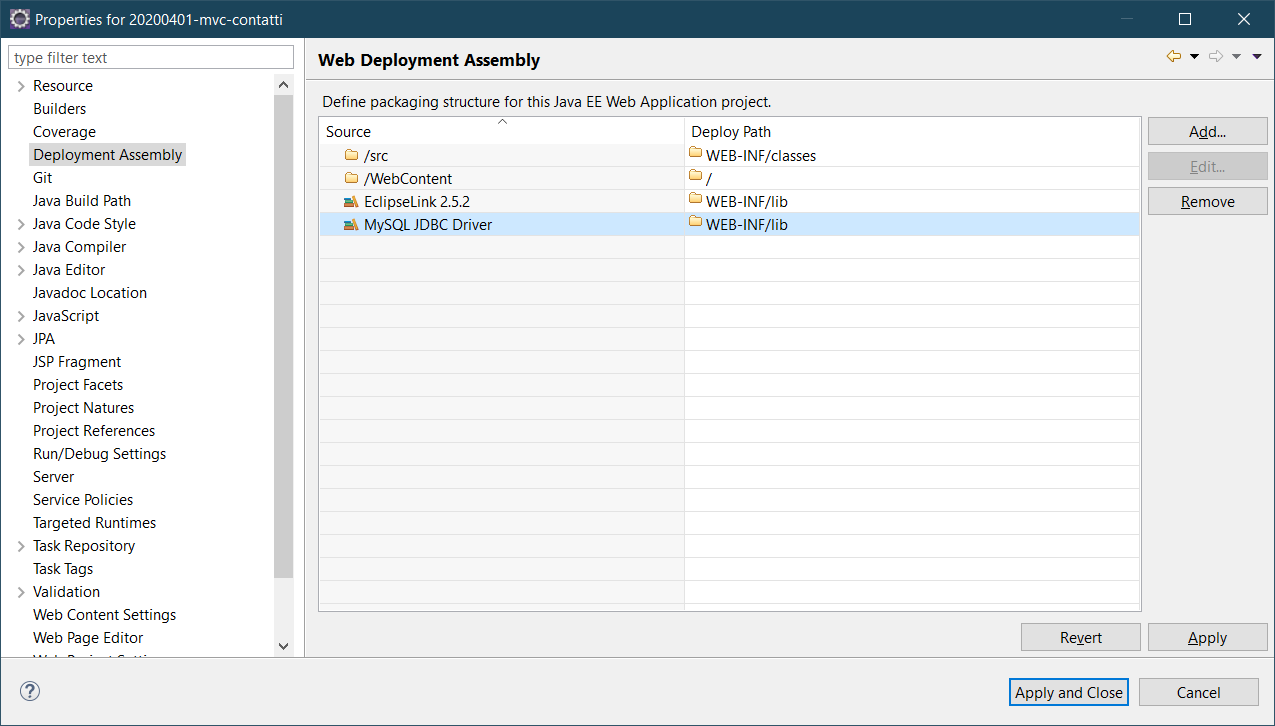 Properties for 20200401-mvc-contatti
type filter text
Resource
Builders
Coverage
Deployment Assembly
Git
Java Build Path
Java Code Style
Java Compiler
Java Editor
Javadoc Location
JavaScript
JPA
JSP Fragment
Project Facets
Project Natures
Project References
Run/Debug Settings
Server
Service Policies
Targeted Runtimes
Task Repository
Task Tags
Validation
Web Content Settings
Web Page Editor
Web Deployment Assembly
Define packaging structure for this Java EE Web Application project.
Source Deploy Path
/src WEB-INF/classes
/WebContent /
EclipseLink 2.5.2 WEB-INF/lib
MySQL JDBC Driver WEB-INF/lib
Add...
Edit...
Remove
Revert Apply
Apply and Close Cancel